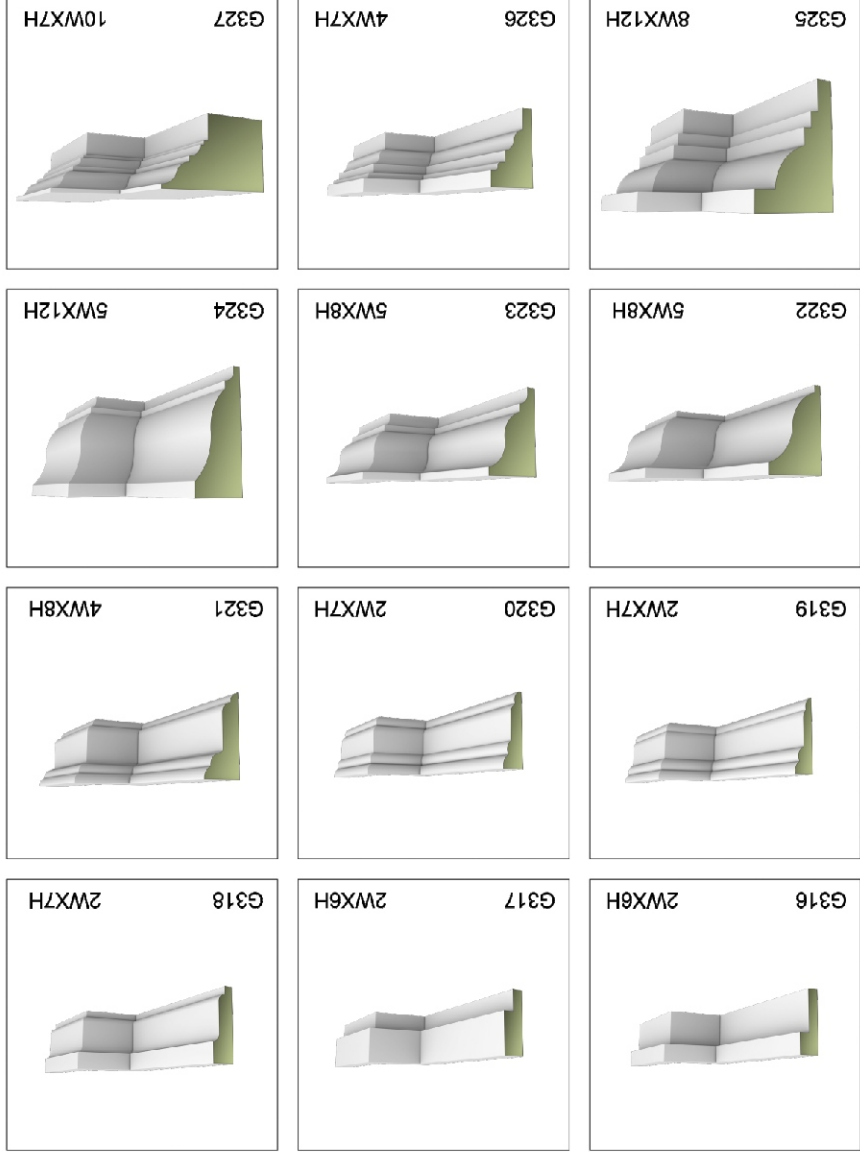 G316 2WX6H
G317 2WX6H
G318 2WX7H
G319 2WX7H
G320 2WX7H
G321 4WX8H
G322 5WX8H
G323 5WX8H
G324 5WX12H
G325 8WX12H
G326 4WX7H
G327 10WX7H